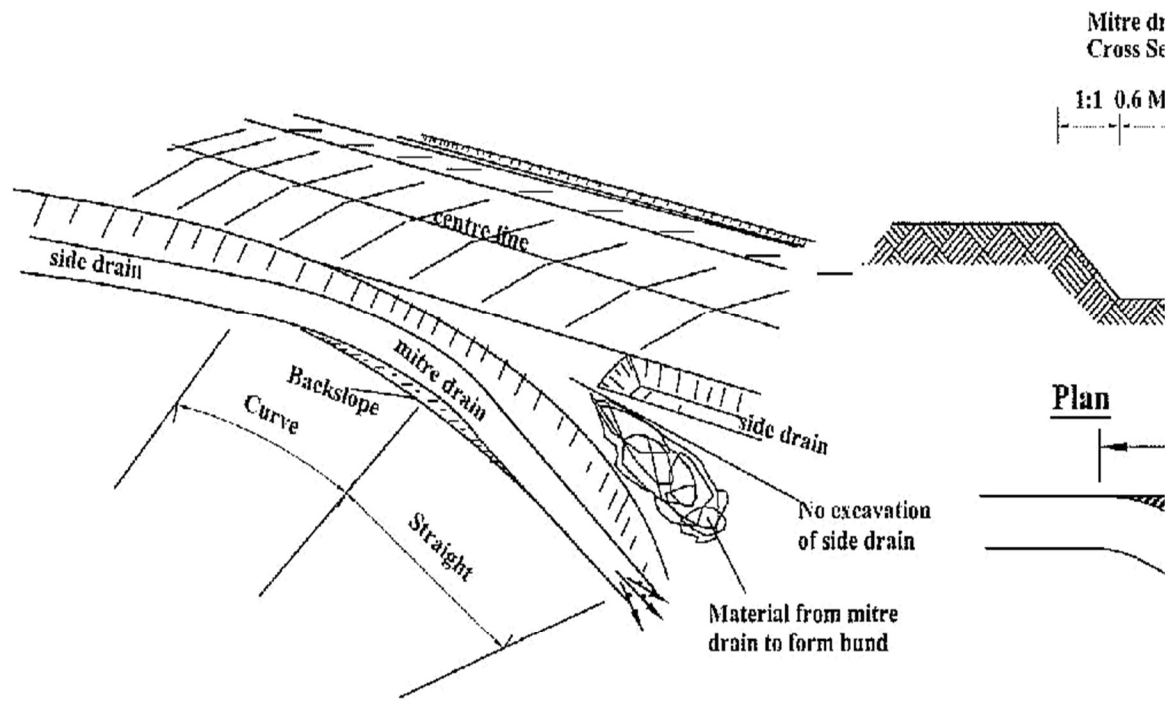 Mitre dr
Cross Se
1:1 0.6 M
centre line
side drain
mitre drain
Backslope
Curve
Straight
side drain
Plan
No excavation
of side drain
Material from mitre
drain to form bund